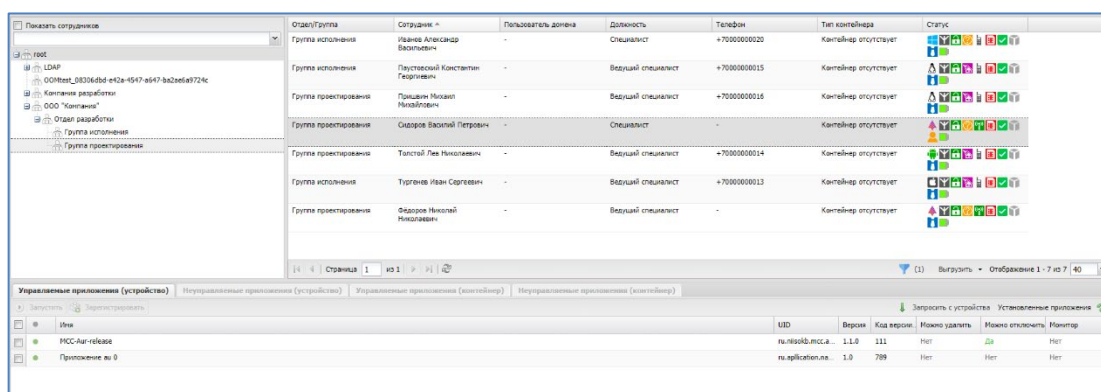 Показать сотрудников
root
LDAP
OOMtest_08306dbd-e42a-4547-a647-ba2ae6a9724c
Компания разработки
ООО "Компания"
Отдел разработки
Группа исполнения
Группа проектирования
Отдел/Группа Сотрудник Пользователь домена Должность Телефон Тип контейнера Статус
Группа исполнения Иванов Александр Васильевич - Специалист +70000000020 Контейнер отсутствует
Группа исполнения Паустовский Константин Георгиевич - Ведущий специалист +70000000015 Контейнер отсутствует
Группа проектирования Пришвин Михаил Михайлович - Ведущий специалист +70000000016 Контейнер отсутствует
Группа проектирования Сидоров Василий Петрович - Специалист - Контейнер отсутствует
Группа проектирования Толстой Лев Николаевич - Ведущий специалист +70000000014 Контейнер отсутствует
Группа исполнения Тургенев Иван Сергеевич - Ведущий специалист +70000000013 Контейнер отсутствует
Группа проектирования Фёдоров Николай Николаевич - Ведущий специалист - Контейнер отсутствует
Страница 1 из 1 (1) Выгрузить Отображение 1 - 7 из 7 40
Управляемые приложения (устройство) Неуправляемые приложения (устройство) Управляемые приложения (контейнер) Неуправляемые приложения (контейнер)
Запустить Зарегистрировать Запросить с устройства Установленные приложения
Имя UID Версия Код версии.. Можно удалить Можно отключить Монитор
MCC-Aur-release ru.niisokb.mcc.a... 1.1.0 111 Нет Да Нет
Приложение au 0 ru.apllication.na... 1.0 789 Нет Нет Нет